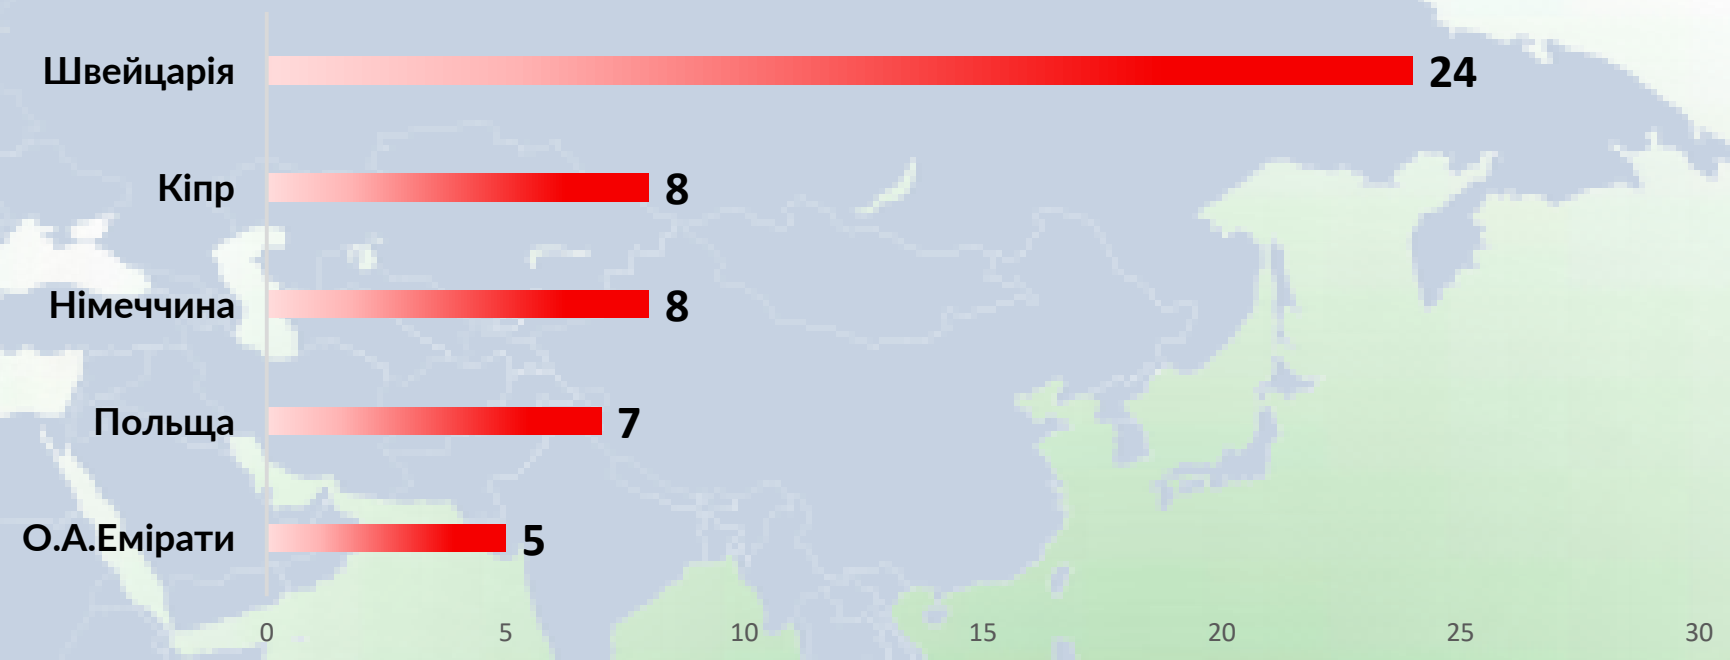 Швейцарія 24
Кіпр 8
Німеччина 8
Польща 7
О.А.Емірати 5
0 5 10 15 20 25 30